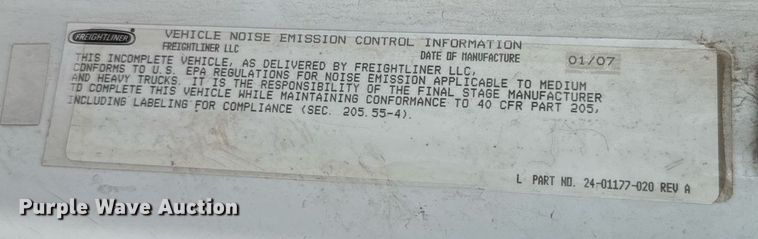 FREIGHTLINER
VEHICLE NOISE EMISSION CONTROL INFORMATION
FREIGHTLINER LLC
DATE OF MANUFACTURE 01/07
THIS INCOMPLETE VEHICLE, AS DELIVERED BY FREIGHTLINER LLC,
CONFORMS TO U.S. EPA REGULATIONS FOR NOISE EMISSION APPLICABLE TO MEDIUM
AND HEAVY TRUCKS. IT IS THE RESPONSIBILITY OF THE FINAL STAGE MANUFACTURER
TO COMPLETE THIS VEHICLE WHILE MAINTAINING CONFORMANCE TO 40 CFR PART 205,
INCLUDING LABELING FOR COMPLIANCE (SEC. 205.55-4).
L PART NO. 24-01177-020 REV A
Purple Wave Auction